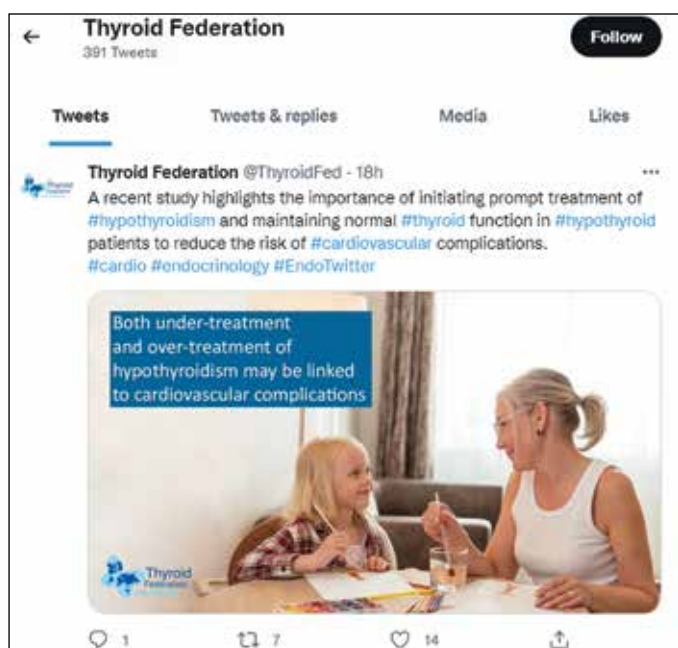 Thyroid Federation
391 Tweets
Follow
Tweets Tweets & replies Media Likes
Thyroid Federation @ThyroidFed - 18h
A recent study highlights the importance of initiating prompt treatment of
#hypothyroidism and maintaining normal #thyroid function in #hypothyroid
patients to reduce the risk of #cardiovascular complications.
#cardio #endocrinology #EndoTwitter
Both under-treatment
and over-treatment of
hypothyroidism may be linked
to cardiovascular complications
Thyroid
Federation
1 7 14